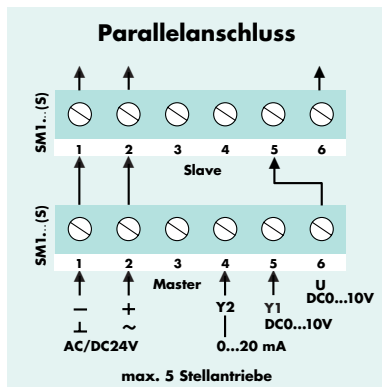 Parallelanschluss
SM1...(S)
1 2 3 4 5 6
Slave
SM1...(S)
1 2 3 4 5 6
Master
− + Y2 Y1 U
DC0...10V
⊥ ~ DC0...10V
AC/DC24V 0...20 mA
max. 5 Stellantriebe